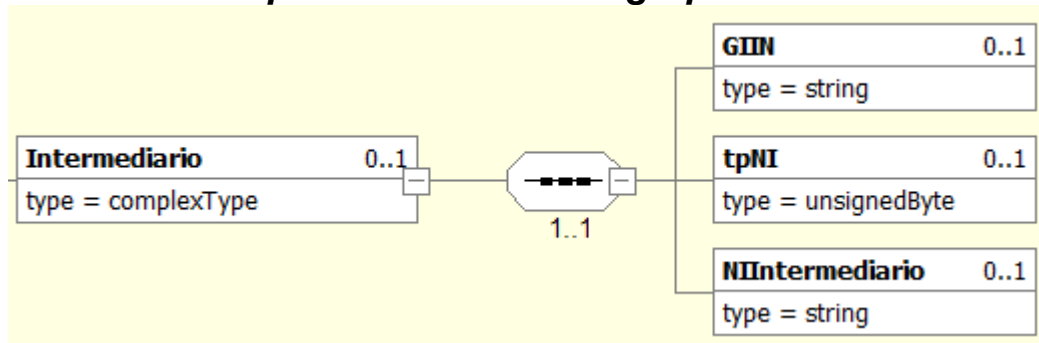 Intermediario 0..1
type = complexType
1..1
GIIN 0..1
type = string
tpNI 0..1
type = unsignedByte
NIIntermediario 0..1
type = string